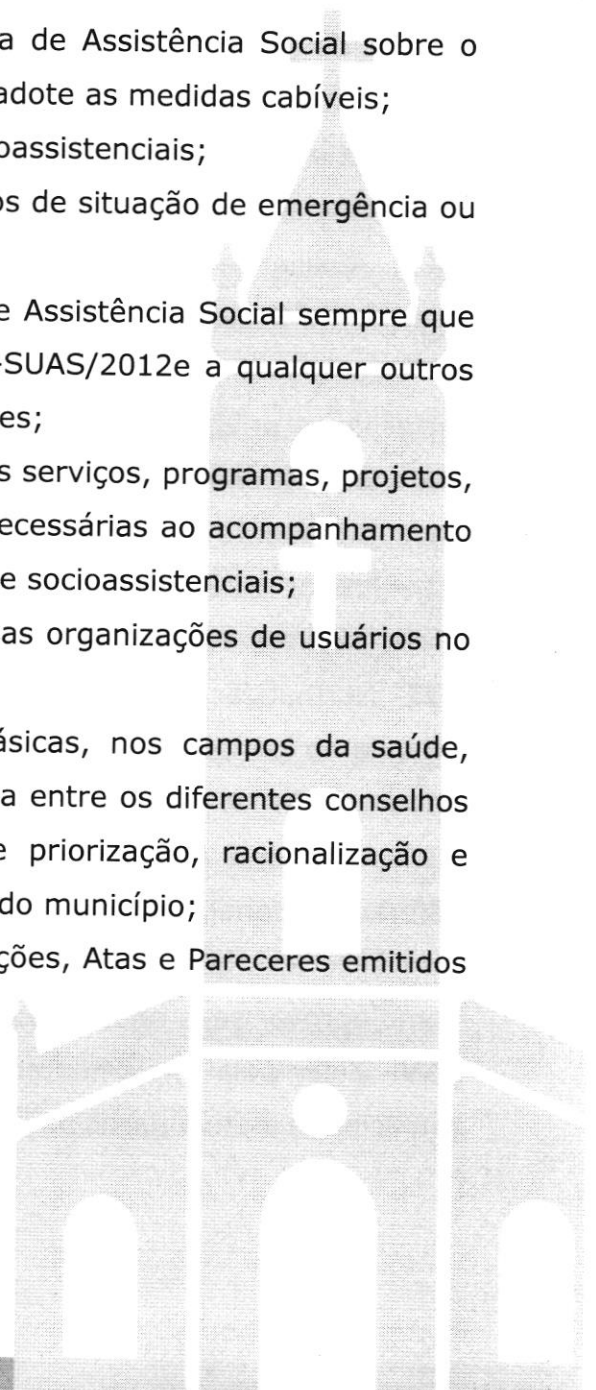 a de Assistência Social sobre o
adote as medidas cabíveis;
oassistenciais;
os de situação de emergência ou
e Assistência Social sempre que
-SUAS/2012e a qualquer outros
es;
s serviços, programas, projetos,
ecessárias ao acompanhamento
e socioassistenciais;
as organizações de usuários no
ásicas, nos campos da saúde,
a entre os diferentes conselhos
e priorização, racionalização e
do município;
ções, Atas e Pareceres emitidos